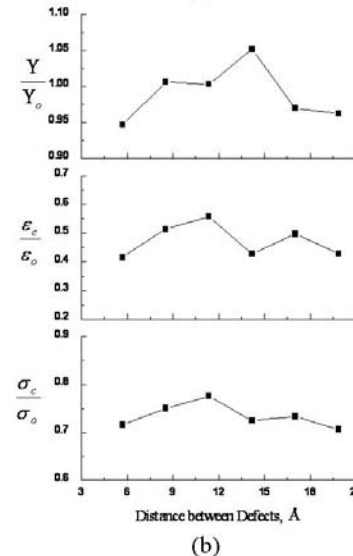 1.10
1.05
Y
Y_o
1.00
0.95
0.90
0.7
0.6
ε_c
ε_o
0.5
0.4
0.3
0.2
0.9
σ_c
σ_o
0.8
0.7
0.6
3 6 9 12 15 18
Distance between Defects, Å
(b)